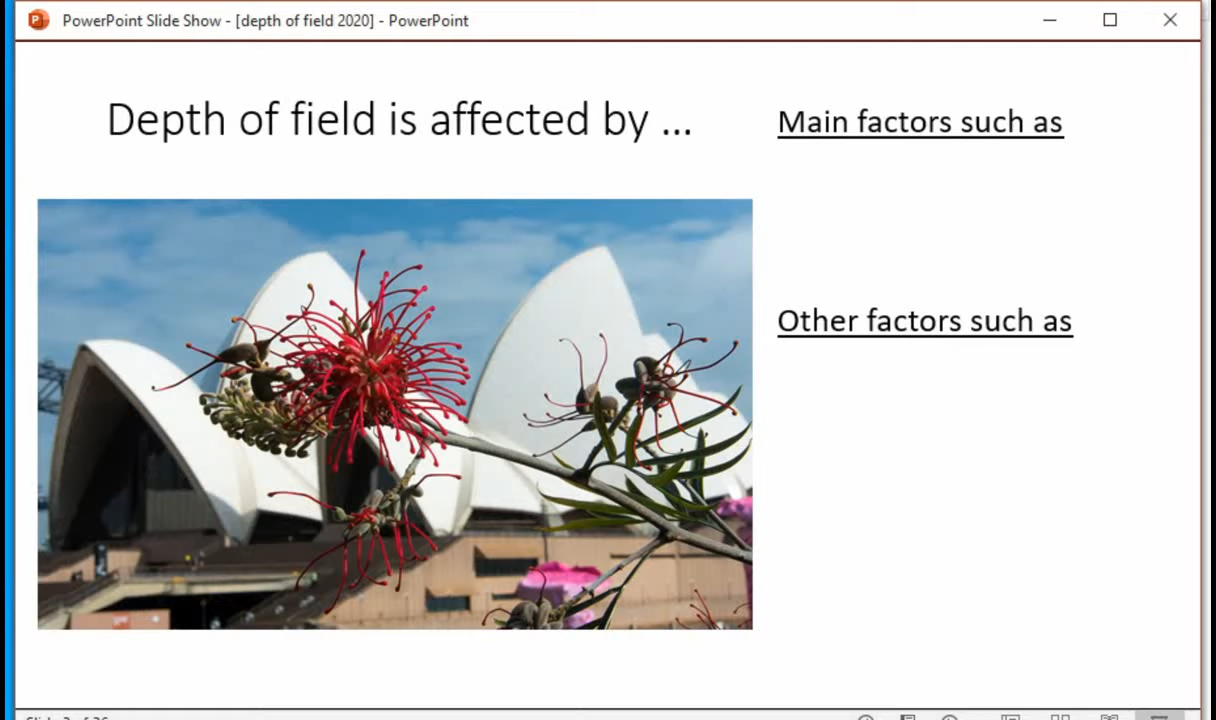 PowerPoint Slide Show - [depth of field 2020] - PowerPoint
Depth of field is affected by ...
Main factors such as
Other factors such as